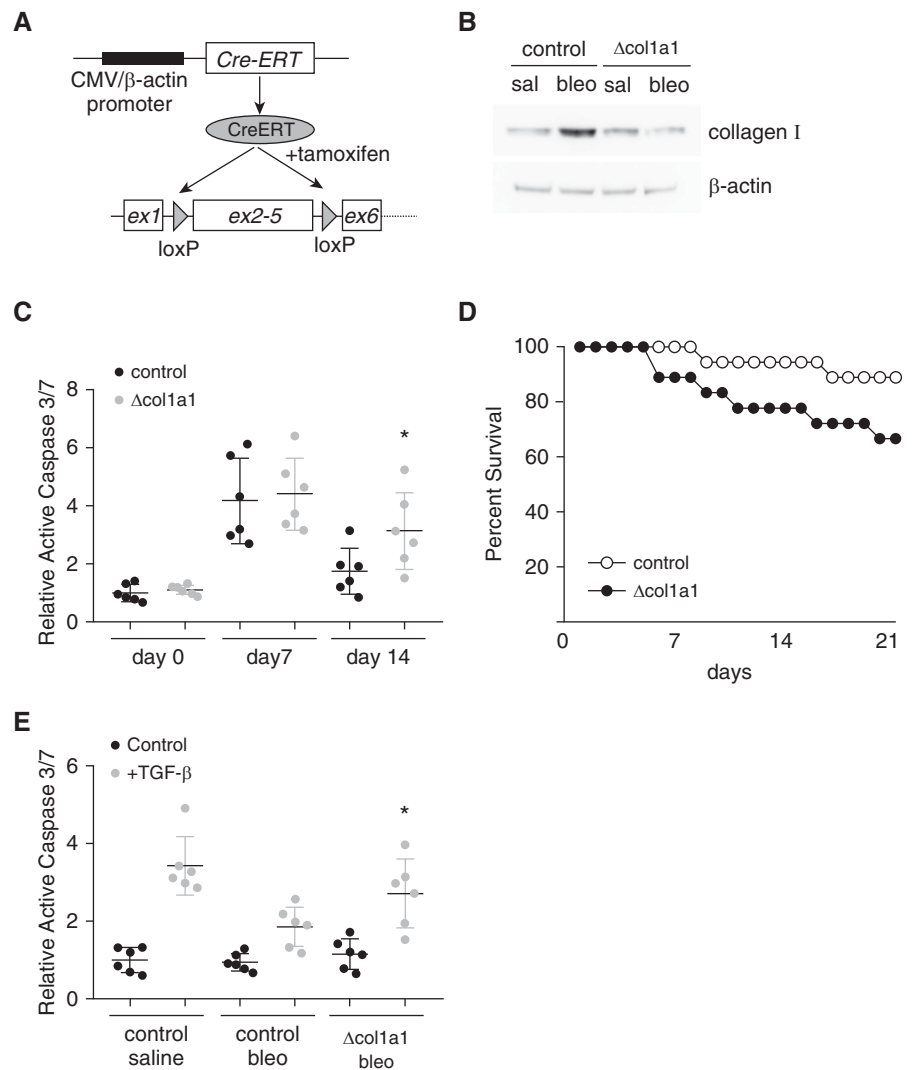 A
Cre-ERT
CMV/β-actin
promoter
CreERT
+tamoxifen
ex1
ex2-5
ex6
loxP
loxP
B
control
Δcol1a1
sal
bleo
sal
bleo
collagen I
β-actin
C
control
Δcol1a1
Relative Active Caspase 3/7
8
6
4
2
0
*
day 0
day7
day 14
D
Percent Survival
100
80
60
40
20
control
Δcol1a1
0
7
14
21
days
E
Control
+TGF-β
Relative Active Caspase 3/7
6
4
2
0
*
control
saline
control
bleo
Δcol1a1
bleo